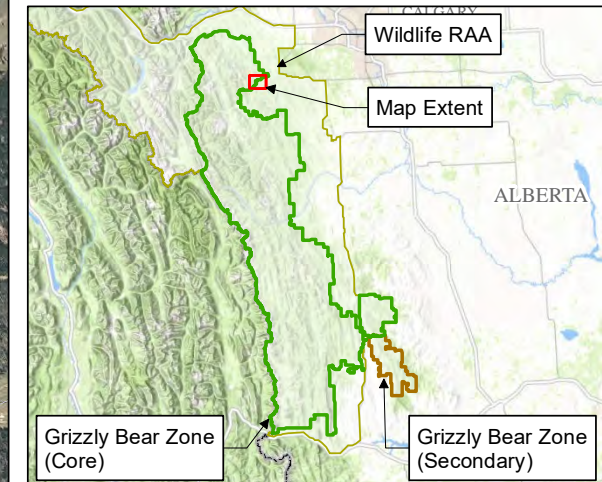 CALGARY
Wildlife RAA
Map Extent
ALBERTA
Grizzly Bear Zone
(Core)
Grizzly Bear Zone
(Secondary)